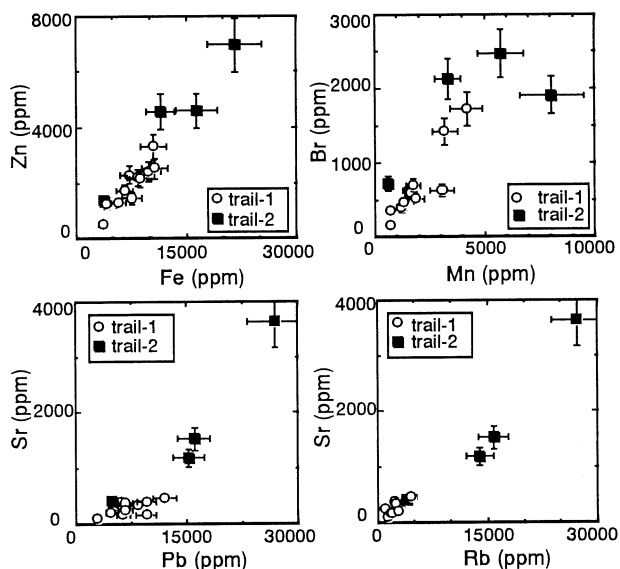 8000
4000
0
Zn (ppm)
trail-1
trail-2
0
15000
30000
Fe (ppm)
3000
2000
1000
0
Br (ppm)
trail-1
trail-2
0
5000
10000
Mn (ppm)
4000
2000
0
Sr (ppm)
trail-1
trail-2
0
15000
30000
Pb (ppm)
4000
2000
0
Sr (ppm)
trail-1
trail-2
0
15000
30000
Rb (ppm)